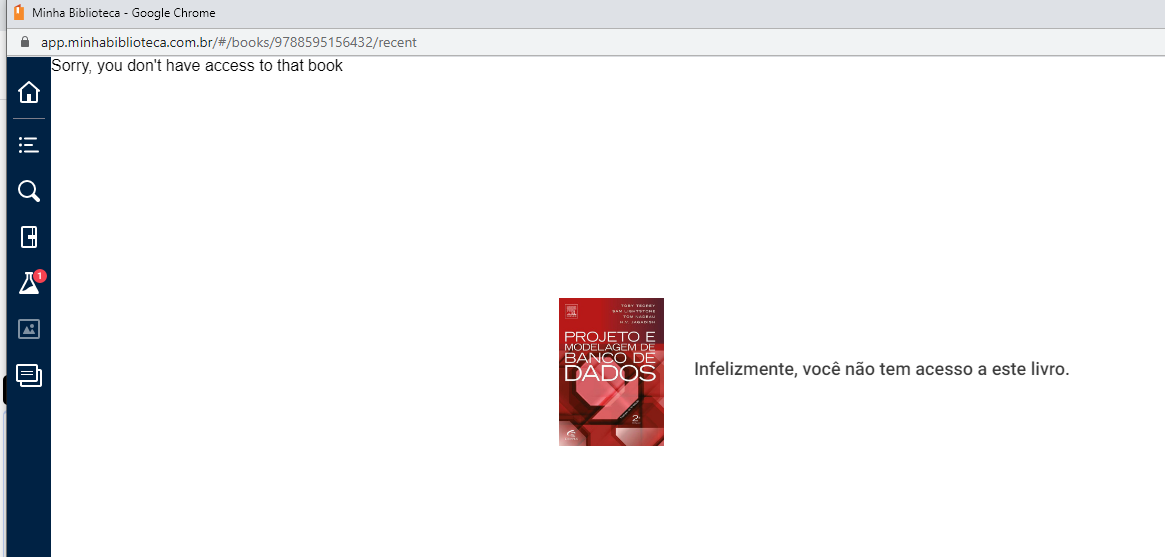 Minha Biblioteca - Google Chrome
app.minhabiblioteca.com.br/#/books/9788595156432/recent
Sorry, you don't have access to that book
1
TOBY TEOREY
SAM LIGHTSTONE
TOM NADEAU
H.V. JAGADISH
PROJETO E
MODELAGEM DE
BANCO DE
DADOS
2
Infelizmente, você não tem acesso a este livro.